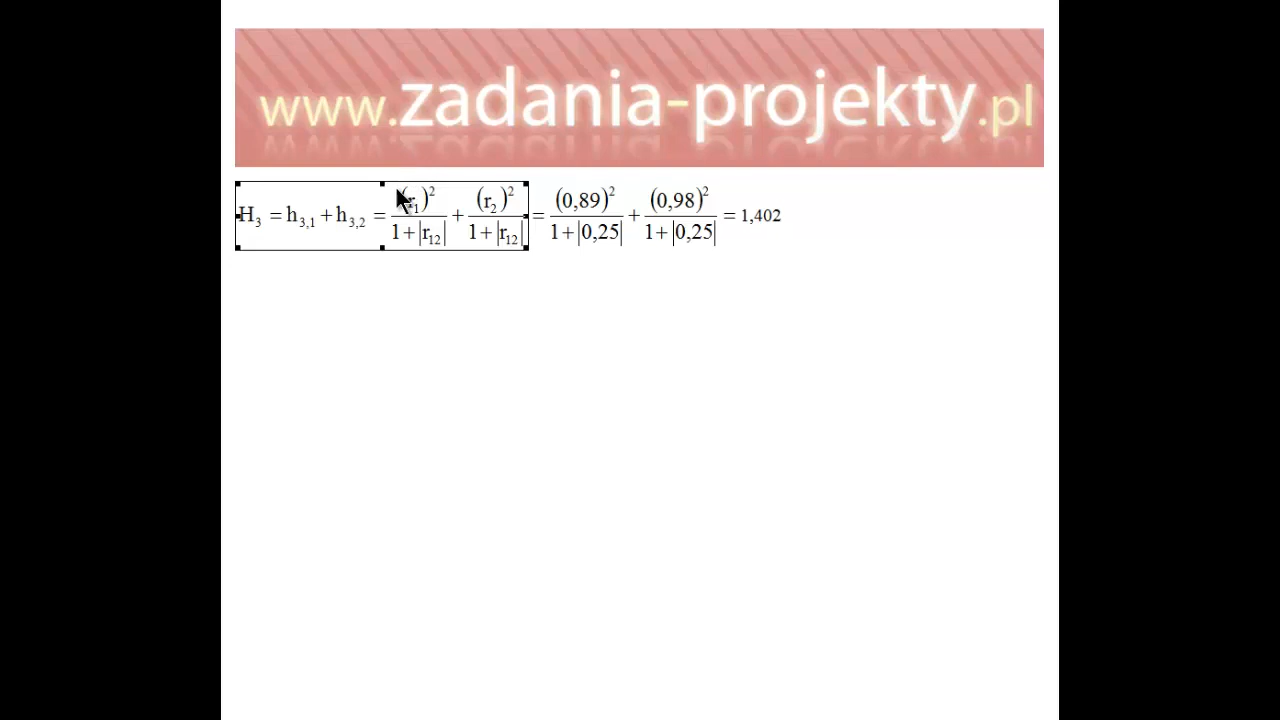 www.zadania-projekty.pl
H₃ = h₃,₁ + h₃,₂ = (r₁)² / (1 + |r₁₂|) + (r₂)² / (1 + |r₁₂|) = (0,89)² / (1 + |0,25|) + (0,98)² / (1 + |0,25|) = 1,402